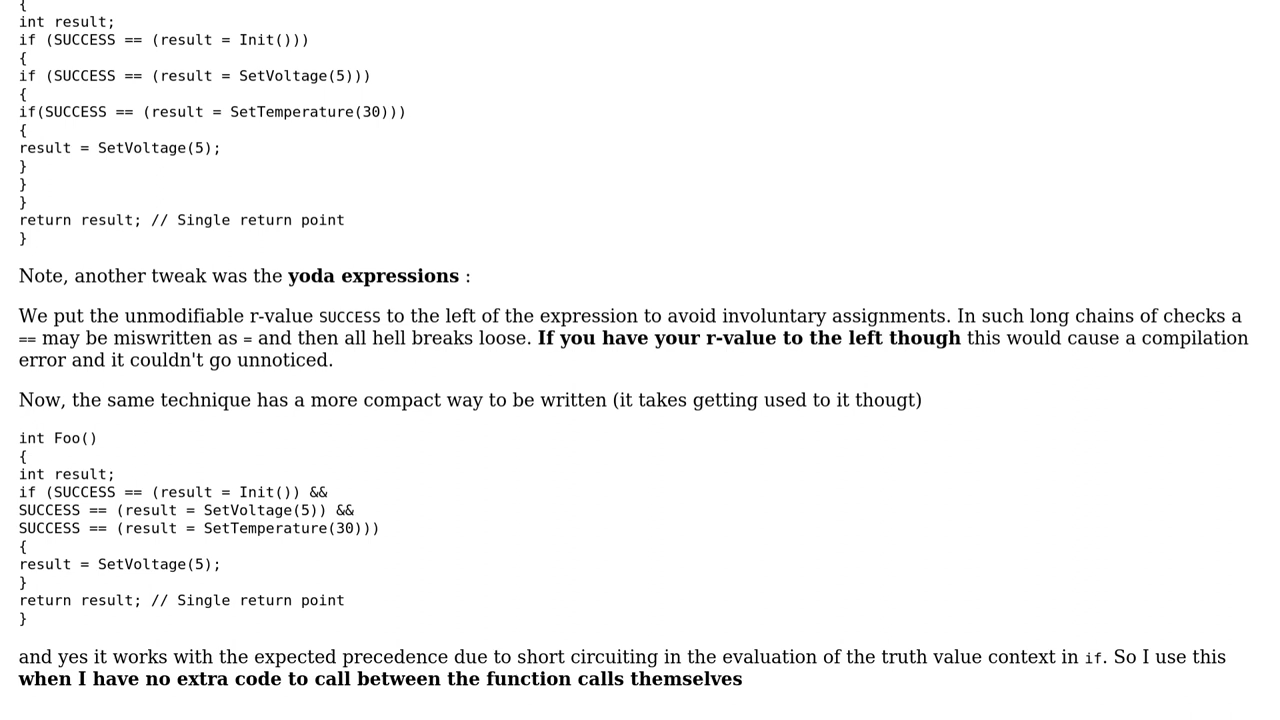 {
int result;
if (SUCCESS == (result = Init()))
{
if (SUCCESS == (result = SetVoltage(5)))
{
if(SUCCESS == (result = SetTemperature(30)))
{
result = SetVoltage(5);
}
}
}
return result; // Single return point
}
Note, another tweak was the yoda expressions :
We put the unmodifiable r-value SUCCESS to the left of the expression to avoid involuntary assignments. In such long chains of checks a
== may be miswritten as = and then all hell breaks loose. If you have your r-value to the left though this would cause a compilation
error and it couldn't go unnoticed.
Now, the same technique has a more compact way to be written (it takes getting used to it thougt)
int Foo()
{
int result;
if (SUCCESS == (result = Init()) &&
SUCCESS == (result = SetVoltage(5)) &&
SUCCESS == (result = SetTemperature(30)))
{
result = SetVoltage(5);
}
return result; // Single return point
}
and yes it works with the expected precedence due to short circuiting in the evaluation of the truth value context in if. So I use this
when I have no extra code to call between the function calls themselves